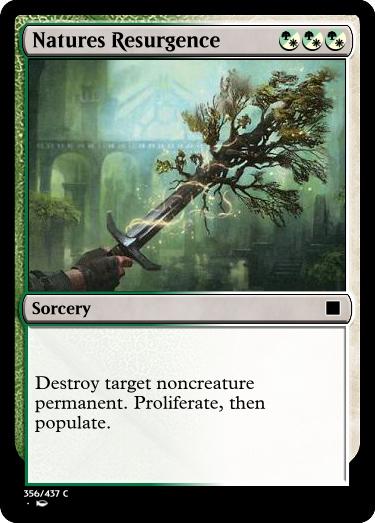 Natures Resurgence
Sorcery
Destroy target noncreature
permanent. Proliferate, then
populate.
356/437 C